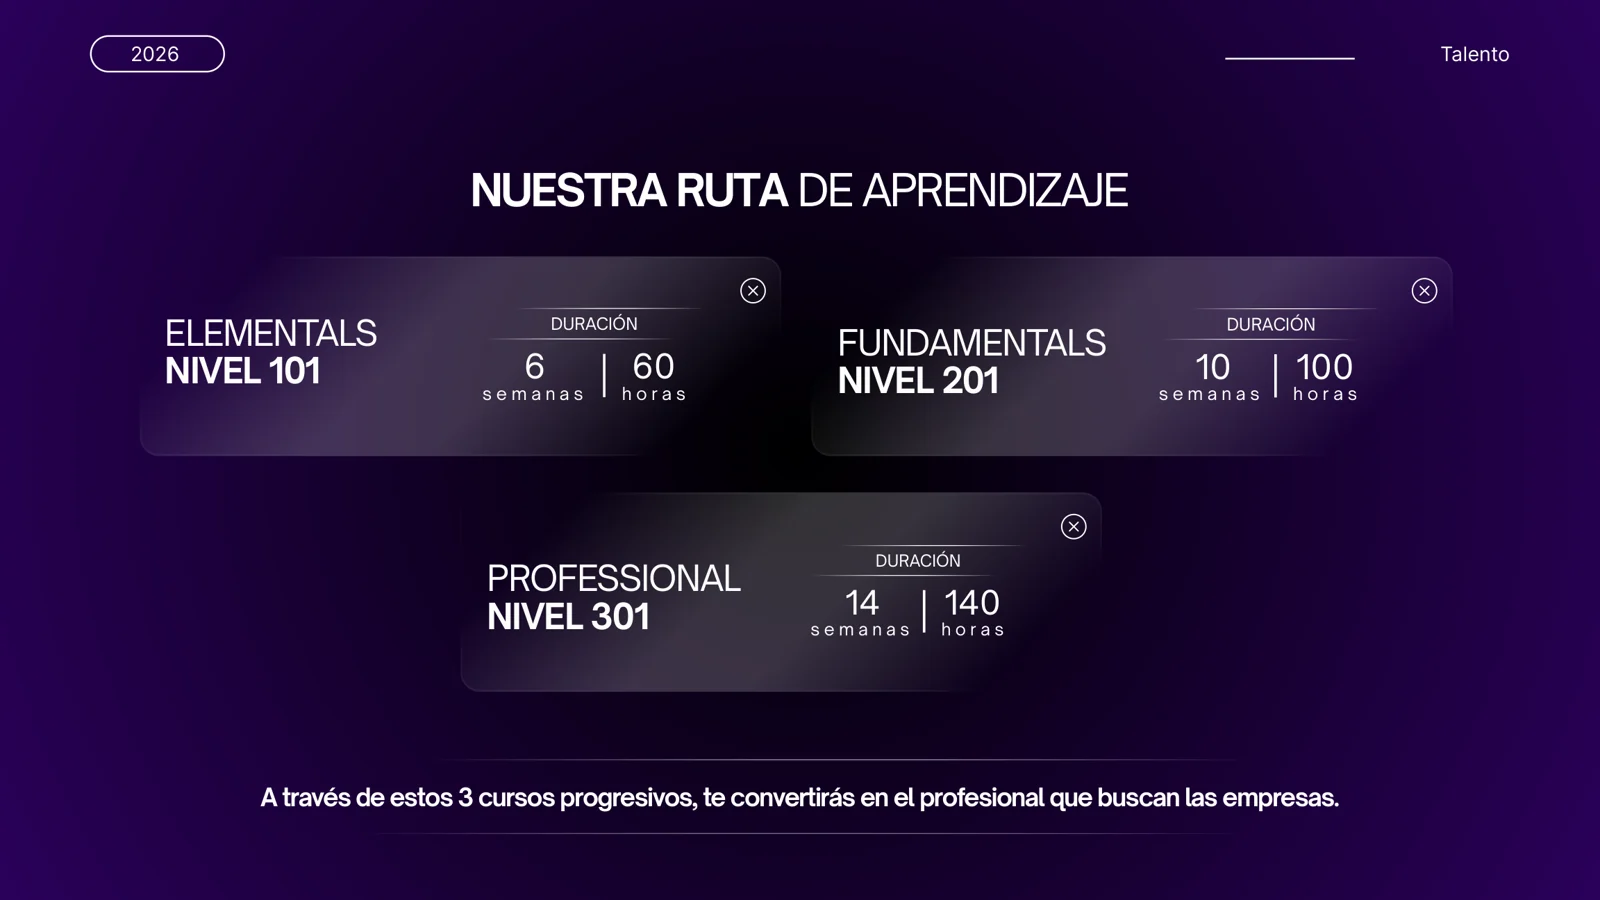 2026
Talento
NUESTRA RUTA DE APRENDIZAJE
ELEMENTALS
NIVEL 101
DURACIÓN
6 | 60
semanas horas
FUNDAMENTALS
NIVEL 201
DURACIÓN
10 | 100
semanas horas
PROFESSIONAL
NIVEL 301
DURACIÓN
14 | 140
semanas horas
A través de estos 3 cursos progresivos, te convertirás en el profesional que buscan las empresas.